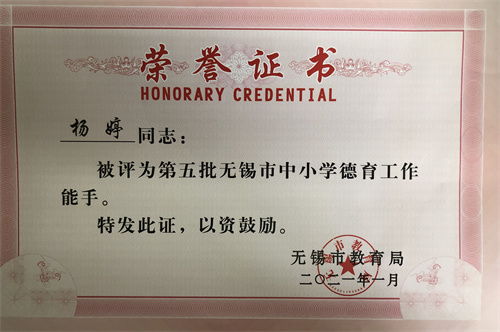 荣誉证书
HONORARY CREDENTIAL
杨婷同志：
被评为第五批无锡市中小学德育工作
能手。
特发此证，以资鼓励。
无锡市教育局
二〇二一年一月